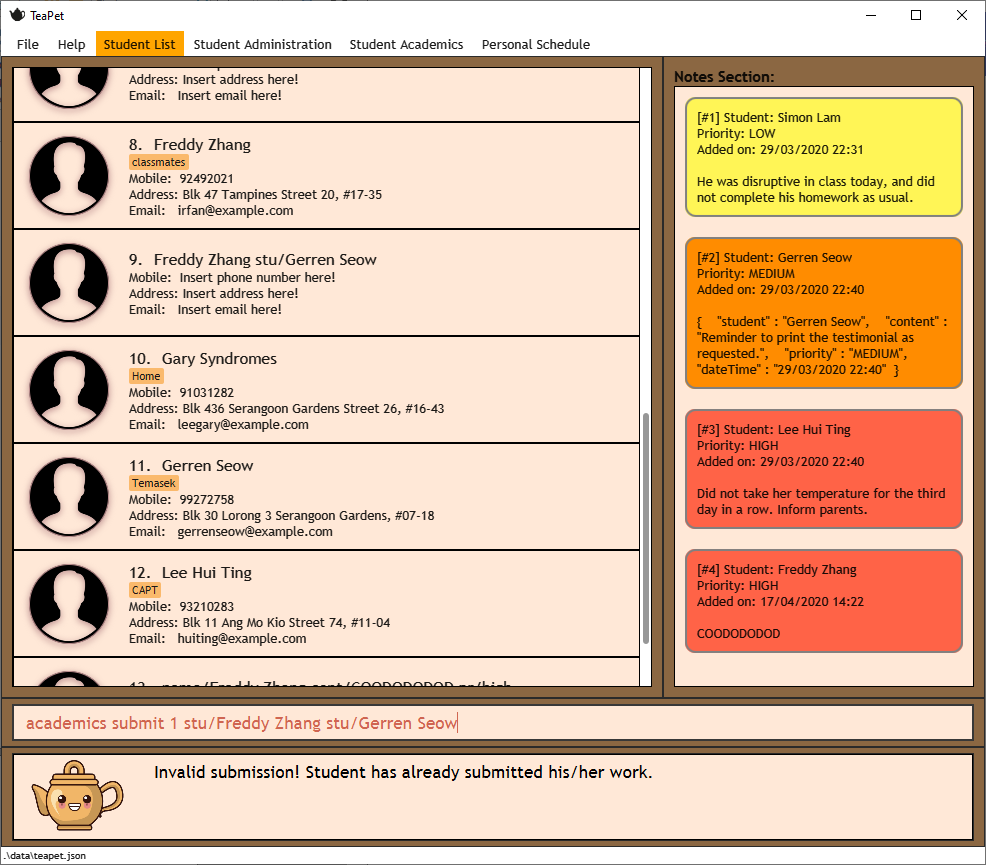 TeaPet
File Help Student List Student Administration Student Academics Personal Schedule
Address: Insert address here!
Email: Insert email here!
8. Freddy Zhang
classmates
Mobile: 92492021
Address: Blk 47 Tampines Street 20, #17-35
Email: irfan@example.com
9. Freddy Zhang stu/Gerren Seow
Mobile: Insert phone number here!
Address: Insert address here!
Email: Insert email here!
10. Gary Syndromes
Home
Mobile: 91031282
Address: Blk 436 Serangoon Gardens Street 26, #16-43
Email: leegary@example.com
11. Gerren Seow
Temasek
Mobile: 99272758
Address: Blk 30 Lorong 3 Serangoon Gardens, #07-18
Email: gerrenseow@example.com
12. Lee Hui Ting
CAPT
Mobile: 93210283
Address: Blk 11 Ang Mo Kio Street 74, #11-04
Email: huiting@example.com
13. name/Freddy Zhang cont/COODODODOD pr/high
Notes Section:
[#1] Student: Simon Lam
Priority: LOW
Added on: 29/03/2020 22:31
He was disruptive in class today, and did
not complete his homework as usual.
[#2] Student: Gerren Seow
Priority: MEDIUM
Added on: 29/03/2020 22:40
{ "student" : "Gerren Seow", "content" :
"Reminder to print the testimonial as
requested.", "priority" : "MEDIUM",
"dateTime" : "29/03/2020 22:40" }
[#3] Student: Lee Hui Ting
Priority: HIGH
Added on: 29/03/2020 22:40
Did not take her temperature for the third
day in a row. Inform parents.
[#4] Student: Freddy Zhang
Priority: HIGH
Added on: 17/04/2020 14:22
COODODODOD
academics submit 1 stu/Freddy Zhang stu/Gerren Seow
Invalid submission! Student has already submitted his/her work.
.\data\teapet.json